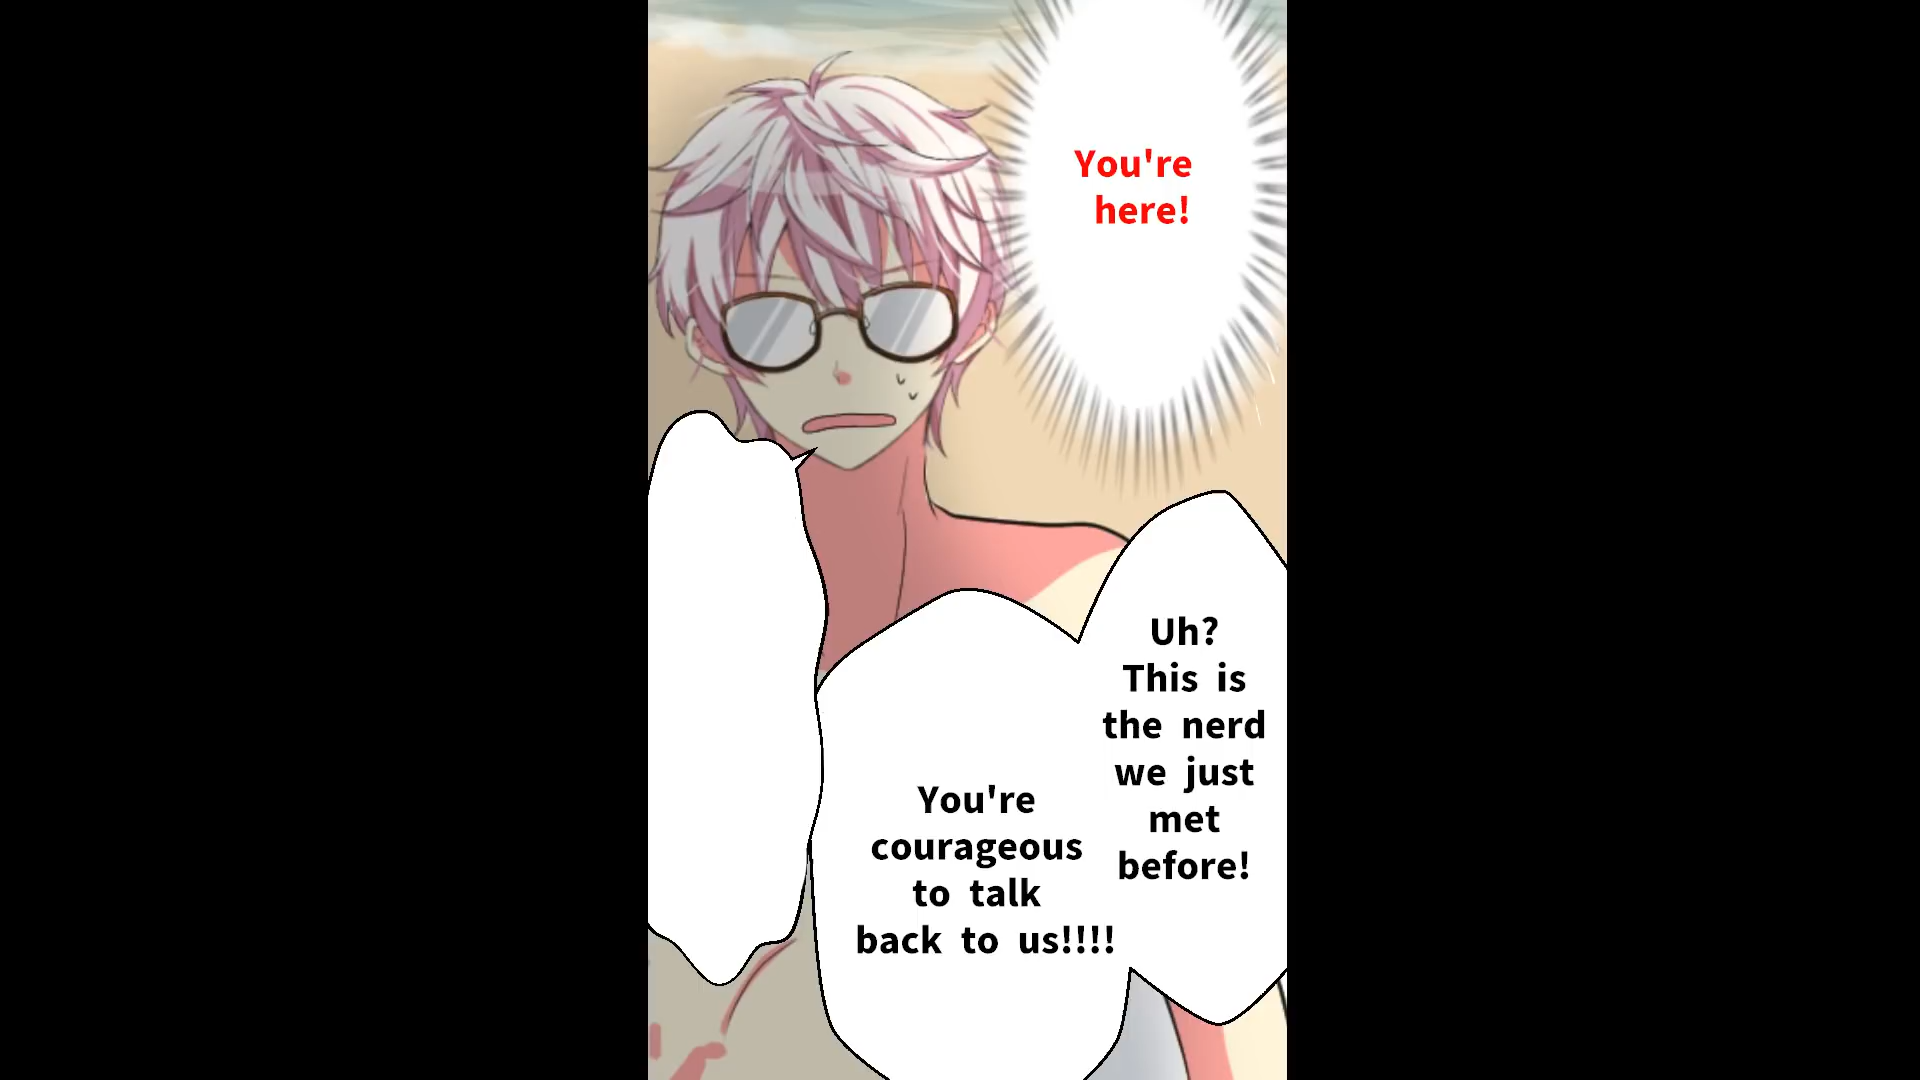 You're
here!
Uh?
This is
the nerd
we just
met
before!
You're
courageous
to talk
back to us!!!!